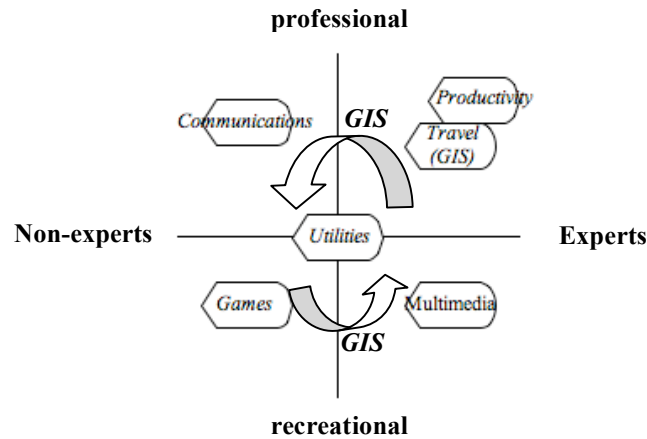 professional
Productivity
Communications
GIS
Travel
(GIS)
Non-experts
Utilities
Experts
Games
Multimedia
GIS
recreational